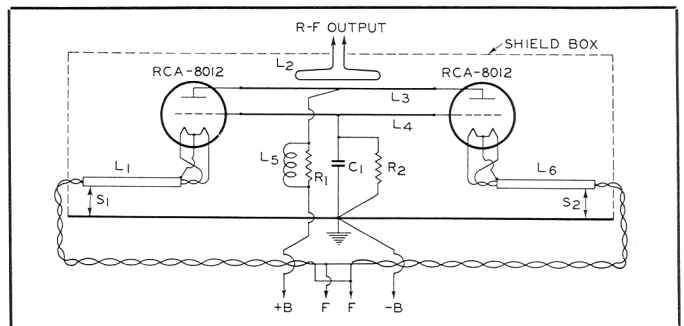 R-F OUTPUT
SHIELD BOX
L2
RCA-8012
RCA-8012
L3
L4
L5
R1
C1
R2
L1
L6
S1
S2
+B
F
F
-B